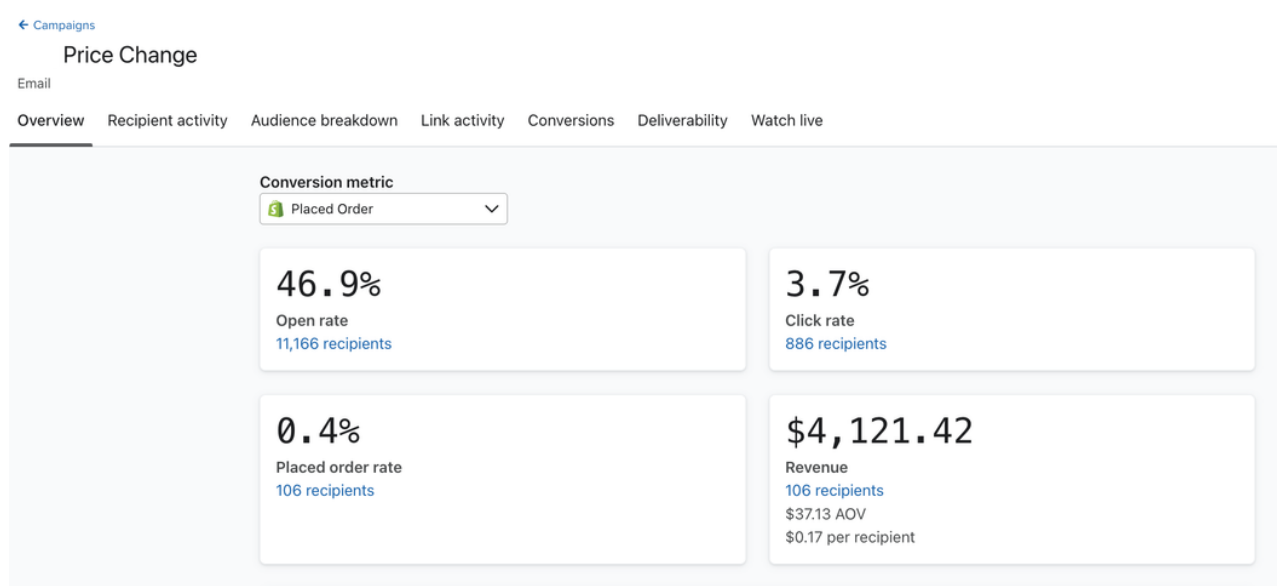 ← Campaigns
Price Change
Email
Overview Recipient activity Audience breakdown Link activity Conversions Deliverability Watch live
Conversion metric
Placed Order
46.9%
Open rate
11,166 recipients
3.7%
Click rate
886 recipients
0.4%
Placed order rate
106 recipients
$4,121.42
Revenue
106 recipients
$37.13 AOV
$0.17 per recipient